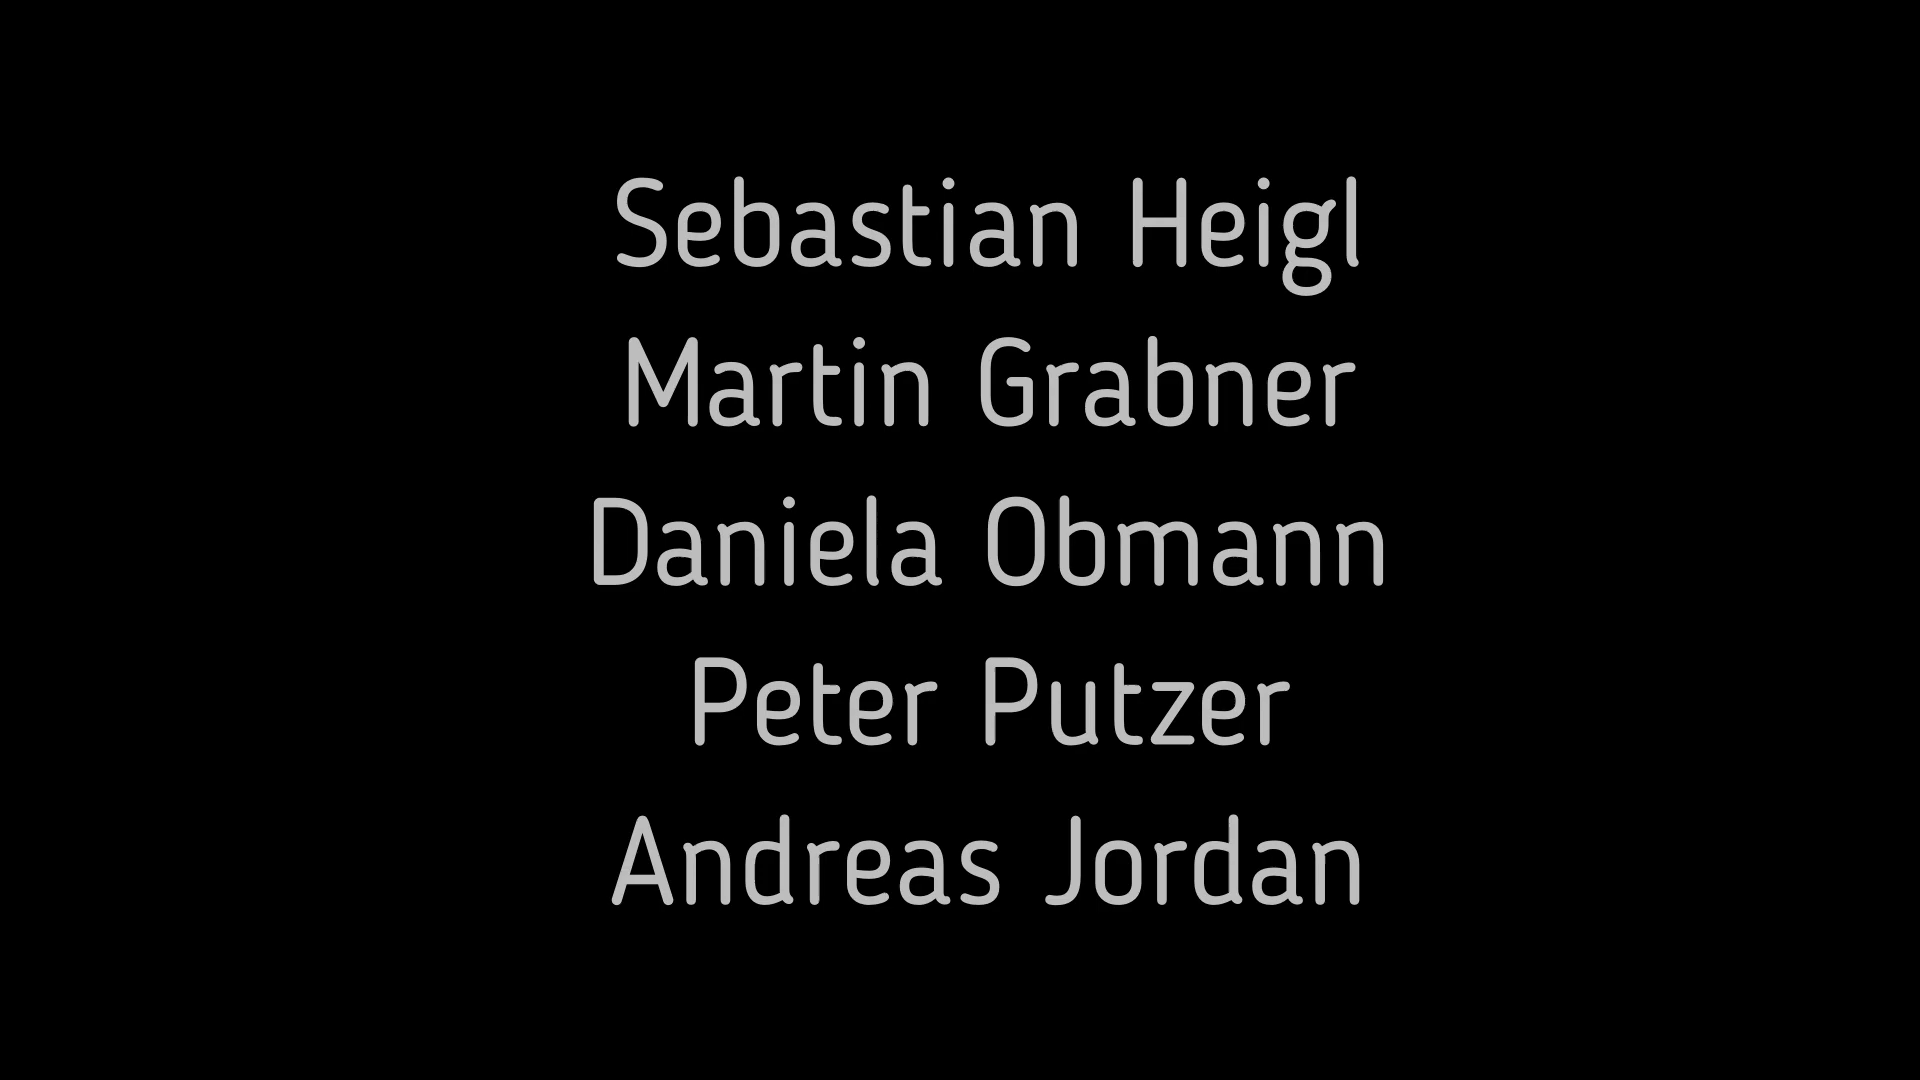 Sebastian Heigl
Martin Grabner
Daniela Obmann
Peter Putzer
Andreas Jordan